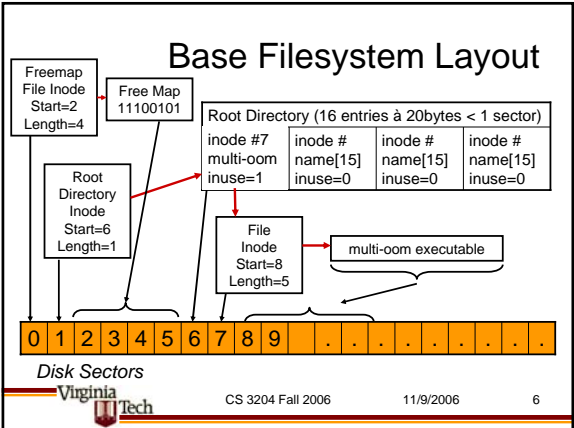 Base Filesystem Layout
Freemap
File Inode
Start=2
Length=4
Free Map
11100101
Root Directory (16 entries à 20bytes < 1 sector)
inode #7
multi-oom
inuse=1
inode #
name[15]
inuse=0
inode #
name[15]
inuse=0
inode #
name[15]
inuse=0
Root
Directory
Inode
Start=6
Length=1
File
Inode
Start=8
Length=5
multi-oom executable
0 1 2 3 4 5 6 7 8 9 . . . . . . . .
Disk Sectors
Virginia Tech
CS 3204 Fall 2006 11/9/2006 6